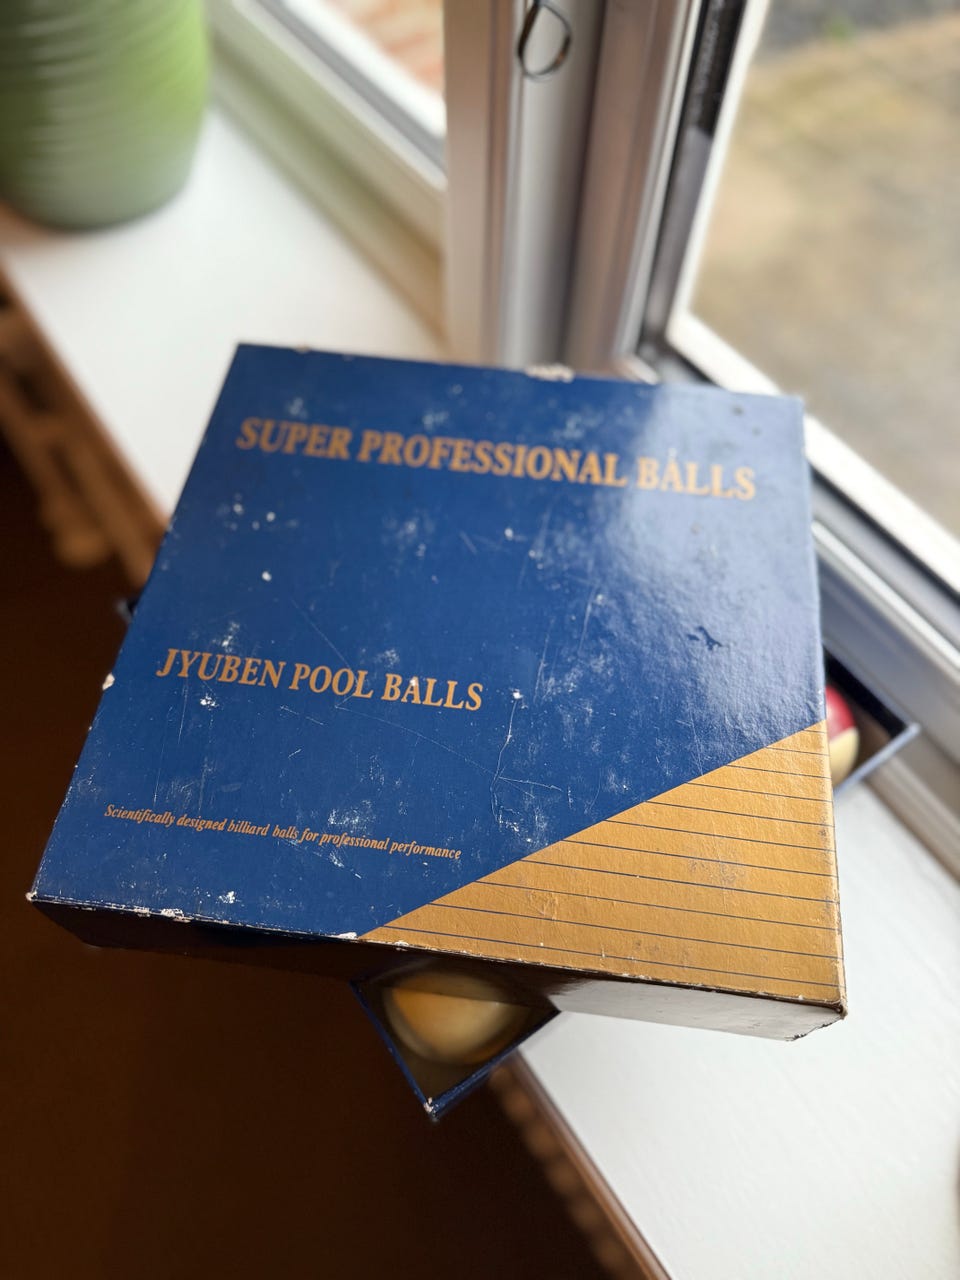 SUPER PROFESSIONAL BALLS
JYUBEN POOL BALLS
Scientifically designed billiard balls for professional performance